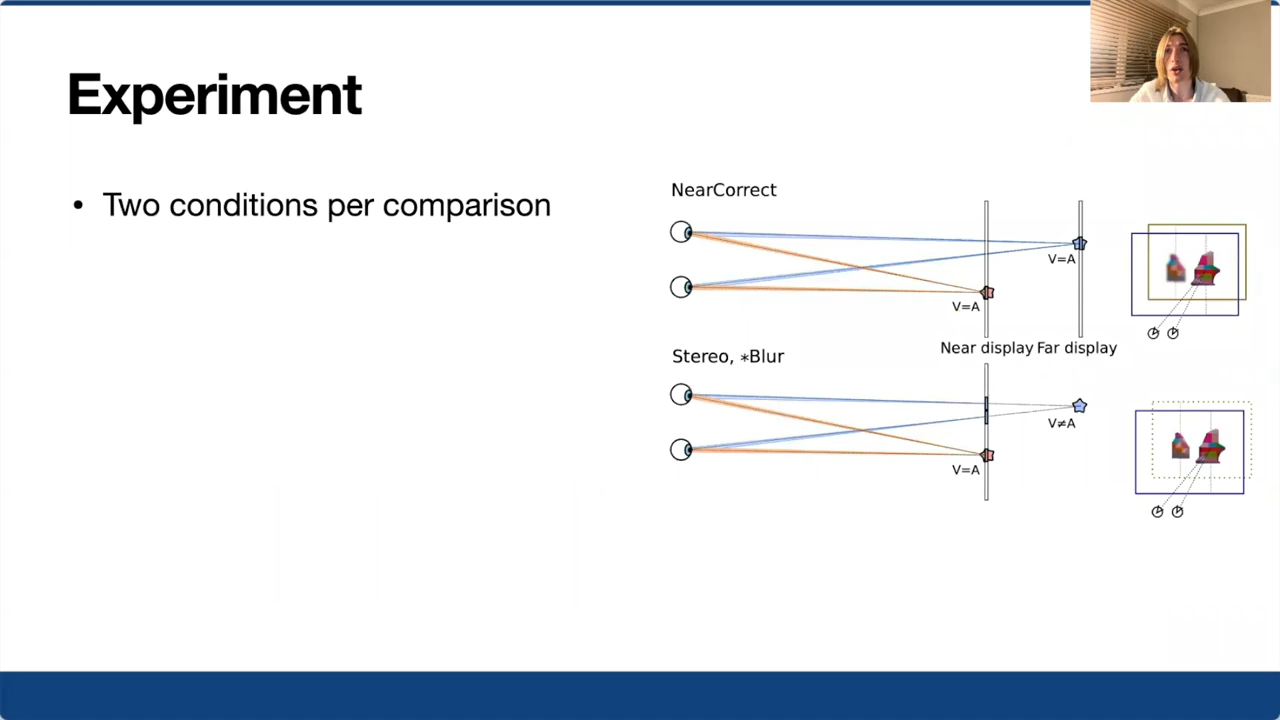 Experiment
• Two conditions per comparison
NearCorrect
V=A
V=A
Near display Far display
Stereo, *Blur
V≠A
V=A